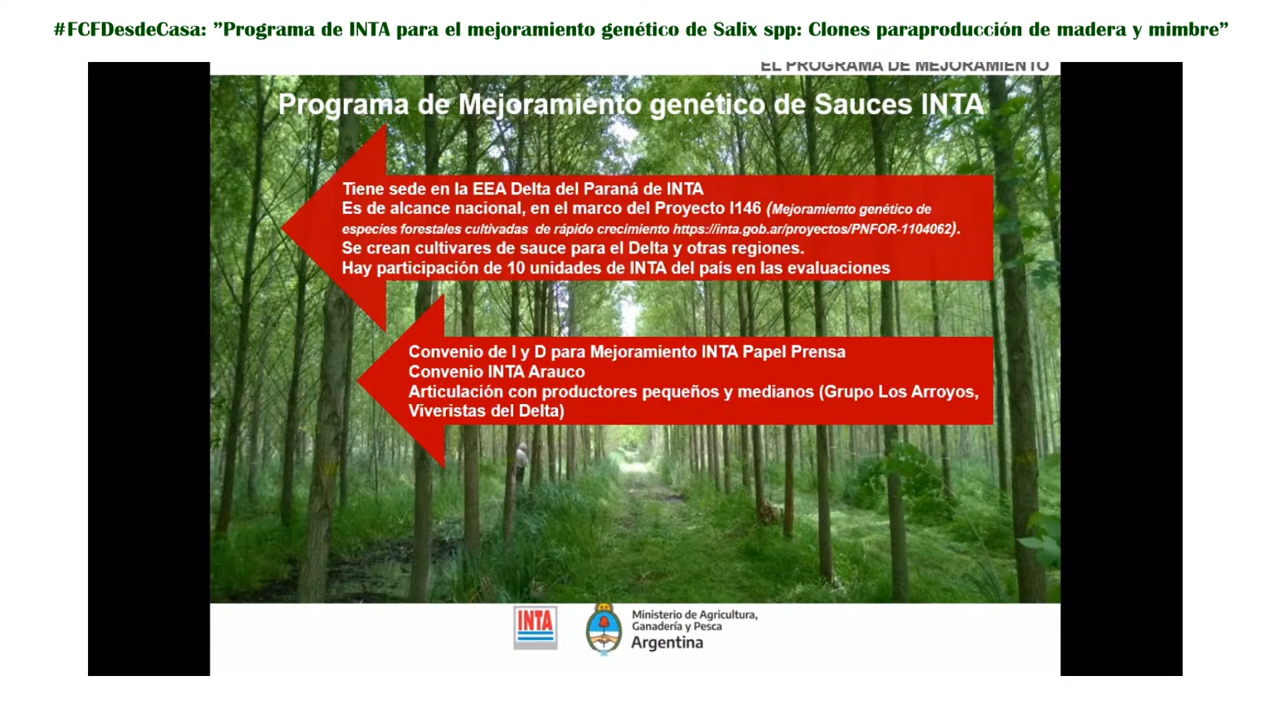 #FCFDesdeCasa: ”Programa de INTA para el mejoramiento genético de Salix spp: Clones paraproducción de madera y mimbre”
EL PROGRAMA DE MEJORAMIENTO
Programa de Mejoramiento genético de Sauces INTA
Tiene sede en la EEA Delta del Paraná de INTA
Es de alcance nacional, en el marco del Proyecto I146 (Mejoramiento genético de
especies forestales cultivadas de rápido crecimiento https://inta.gob.ar/proyectos/PNFOR-1104062).
Se crean cultivares de sauce para el Delta y otras regiones.
Hay participación de 10 unidades de INTA del país en las evaluaciones
Convenio de I y D para Mejoramiento INTA Papel Prensa
Convenio INTA Arauco
Articulación con productores pequeños y medianos (Grupo Los Arroyos,
Viveristas del Delta)
INTA
Ministerio de Agricultura,
Ganadería y Pesca
Argentina